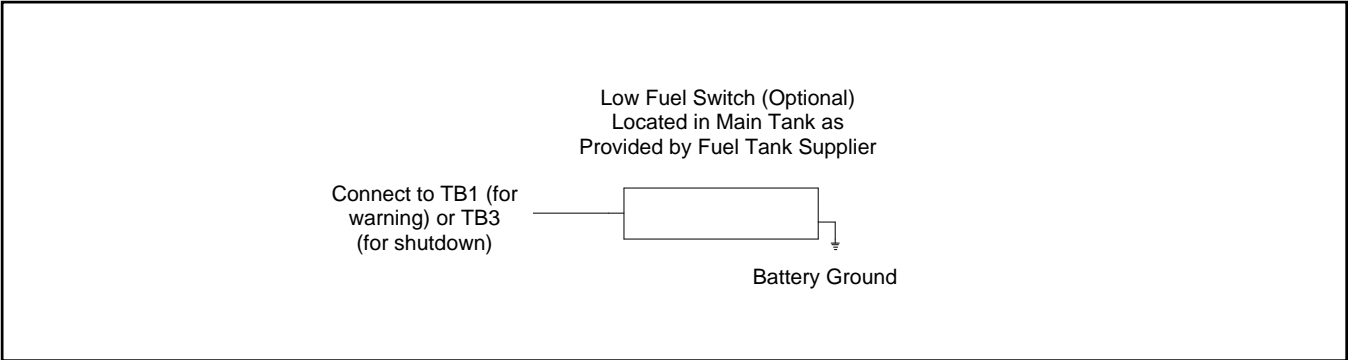 Low Fuel Switch (Optional)
Located in Main Tank as
Provided by Fuel Tank Supplier
Connect to TB1 (for
warning) or TB3
(for shutdown)
Battery Ground